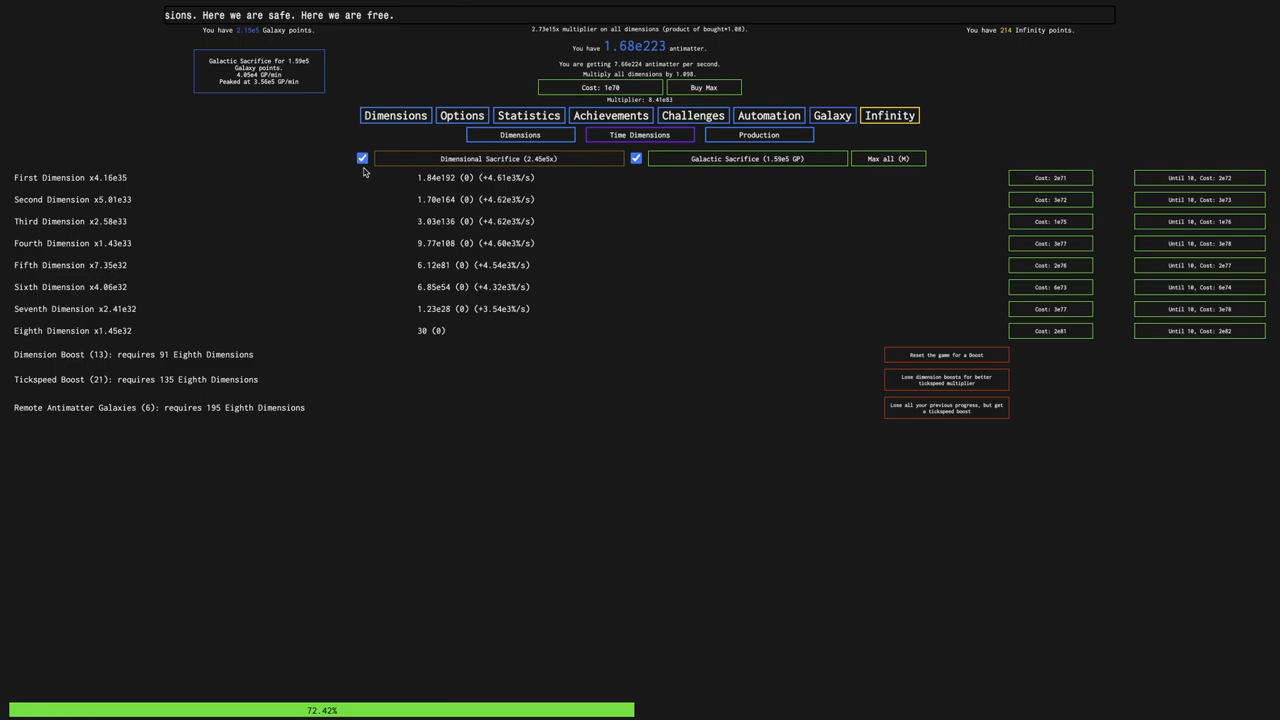 sions. Here we are safe. Here we are free.
You have 2.19e5 Galaxy points.
2.73e15x multiplier on all dimensions (product of bought*1.08).
You have 214 Infinity points.
You have 1.68e223 antimatter.
Galactic Sacrifice for 1.59e5
Galaxy points.
4.05e4 GP/min
Peaked at 3.56e5 GP/min
You are getting 7.66e224 antimatter per second.
Multiply all dimensions by 1.098.
Cost: 1e70
Buy Max
Multiplier: 8.41e83
Dimensions Options Statistics Achievements Challenges Automation Galaxy Infinity
Dimensions Time Dimensions Production
Dimensional Sacrifice (2.45e5x) Galactic Sacrifice (1.59e5 GP) Max all (M)
First Dimension x4.16e35 1.84e192 (0) (+4.61e3%/s) Cost: 2e71 Until 10, Cost: 2e72
Second Dimension x5.01e33 1.70e164 (0) (+4.62e3%/s) Cost: 3e72 Until 10, Cost: 3e73
Third Dimension x2.58e33 3.03e136 (0) (+4.62e3%/s) Cost: 1e75 Until 10, Cost: 1e76
Fourth Dimension x1.43e33 9.77e108 (0) (+4.60e3%/s) Cost: 3e77 Until 10, Cost: 3e78
Fifth Dimension x7.35e32 6.12e81 (0) (+4.54e3%/s) Cost: 2e76 Until 10, Cost: 2e77
Sixth Dimension x4.06e32 6.85e54 (0) (+4.32e3%/s) Cost: 6e73 Until 10, Cost: 6e74
Seventh Dimension x2.41e32 1.23e28 (0) (+3.54e3%/s) Cost: 3e77 Until 10, Cost: 3e78
Eighth Dimension x1.45e32 30 (0) Cost: 2e81 Until 10, Cost: 2e82
Dimension Boost (13): requires 91 Eighth Dimensions Reset the game for a Boost
Tickspeed Boost (21): requires 135 Eighth Dimensions
Lose dimension boosts for better
tickspeed multiplier
Remote Antimatter Galaxies (6): requires 195 Eighth Dimensions
Lose all your previous progress, but get
a tickspeed boost
72.42%